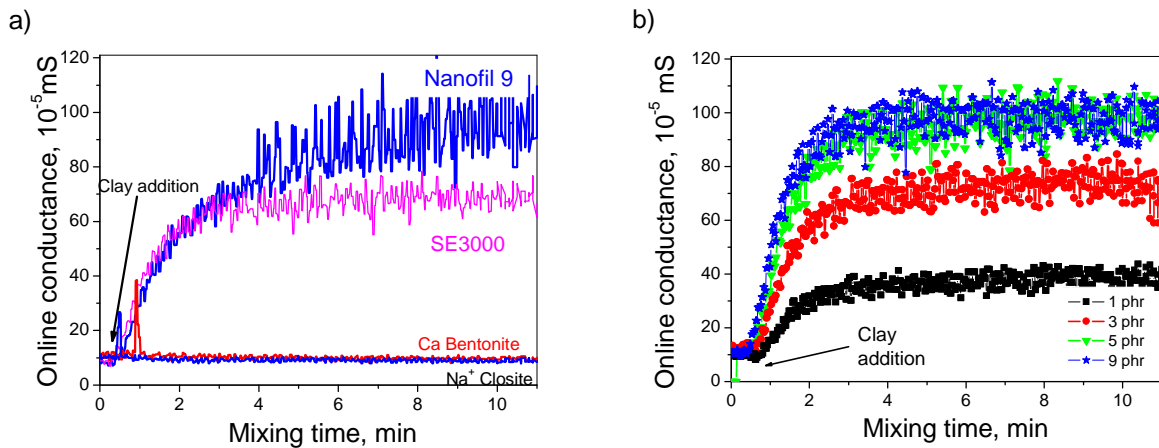 a)
120
100
80
60
40
20
0
Online conductance, 10⁻⁵ mS
Nanofil 9
Clay addition
SE3000
Ca Bentonite
Na⁺ Closite
0 2 4 6 8 10
Mixing time, min
b)
120
100
80
60
40
20
0
Online conductance, 10⁻⁵ mS
1 phr
3 phr
5 phr
9 phr
Clay
addition
0 2 4 6 8 10
Mixing time, min